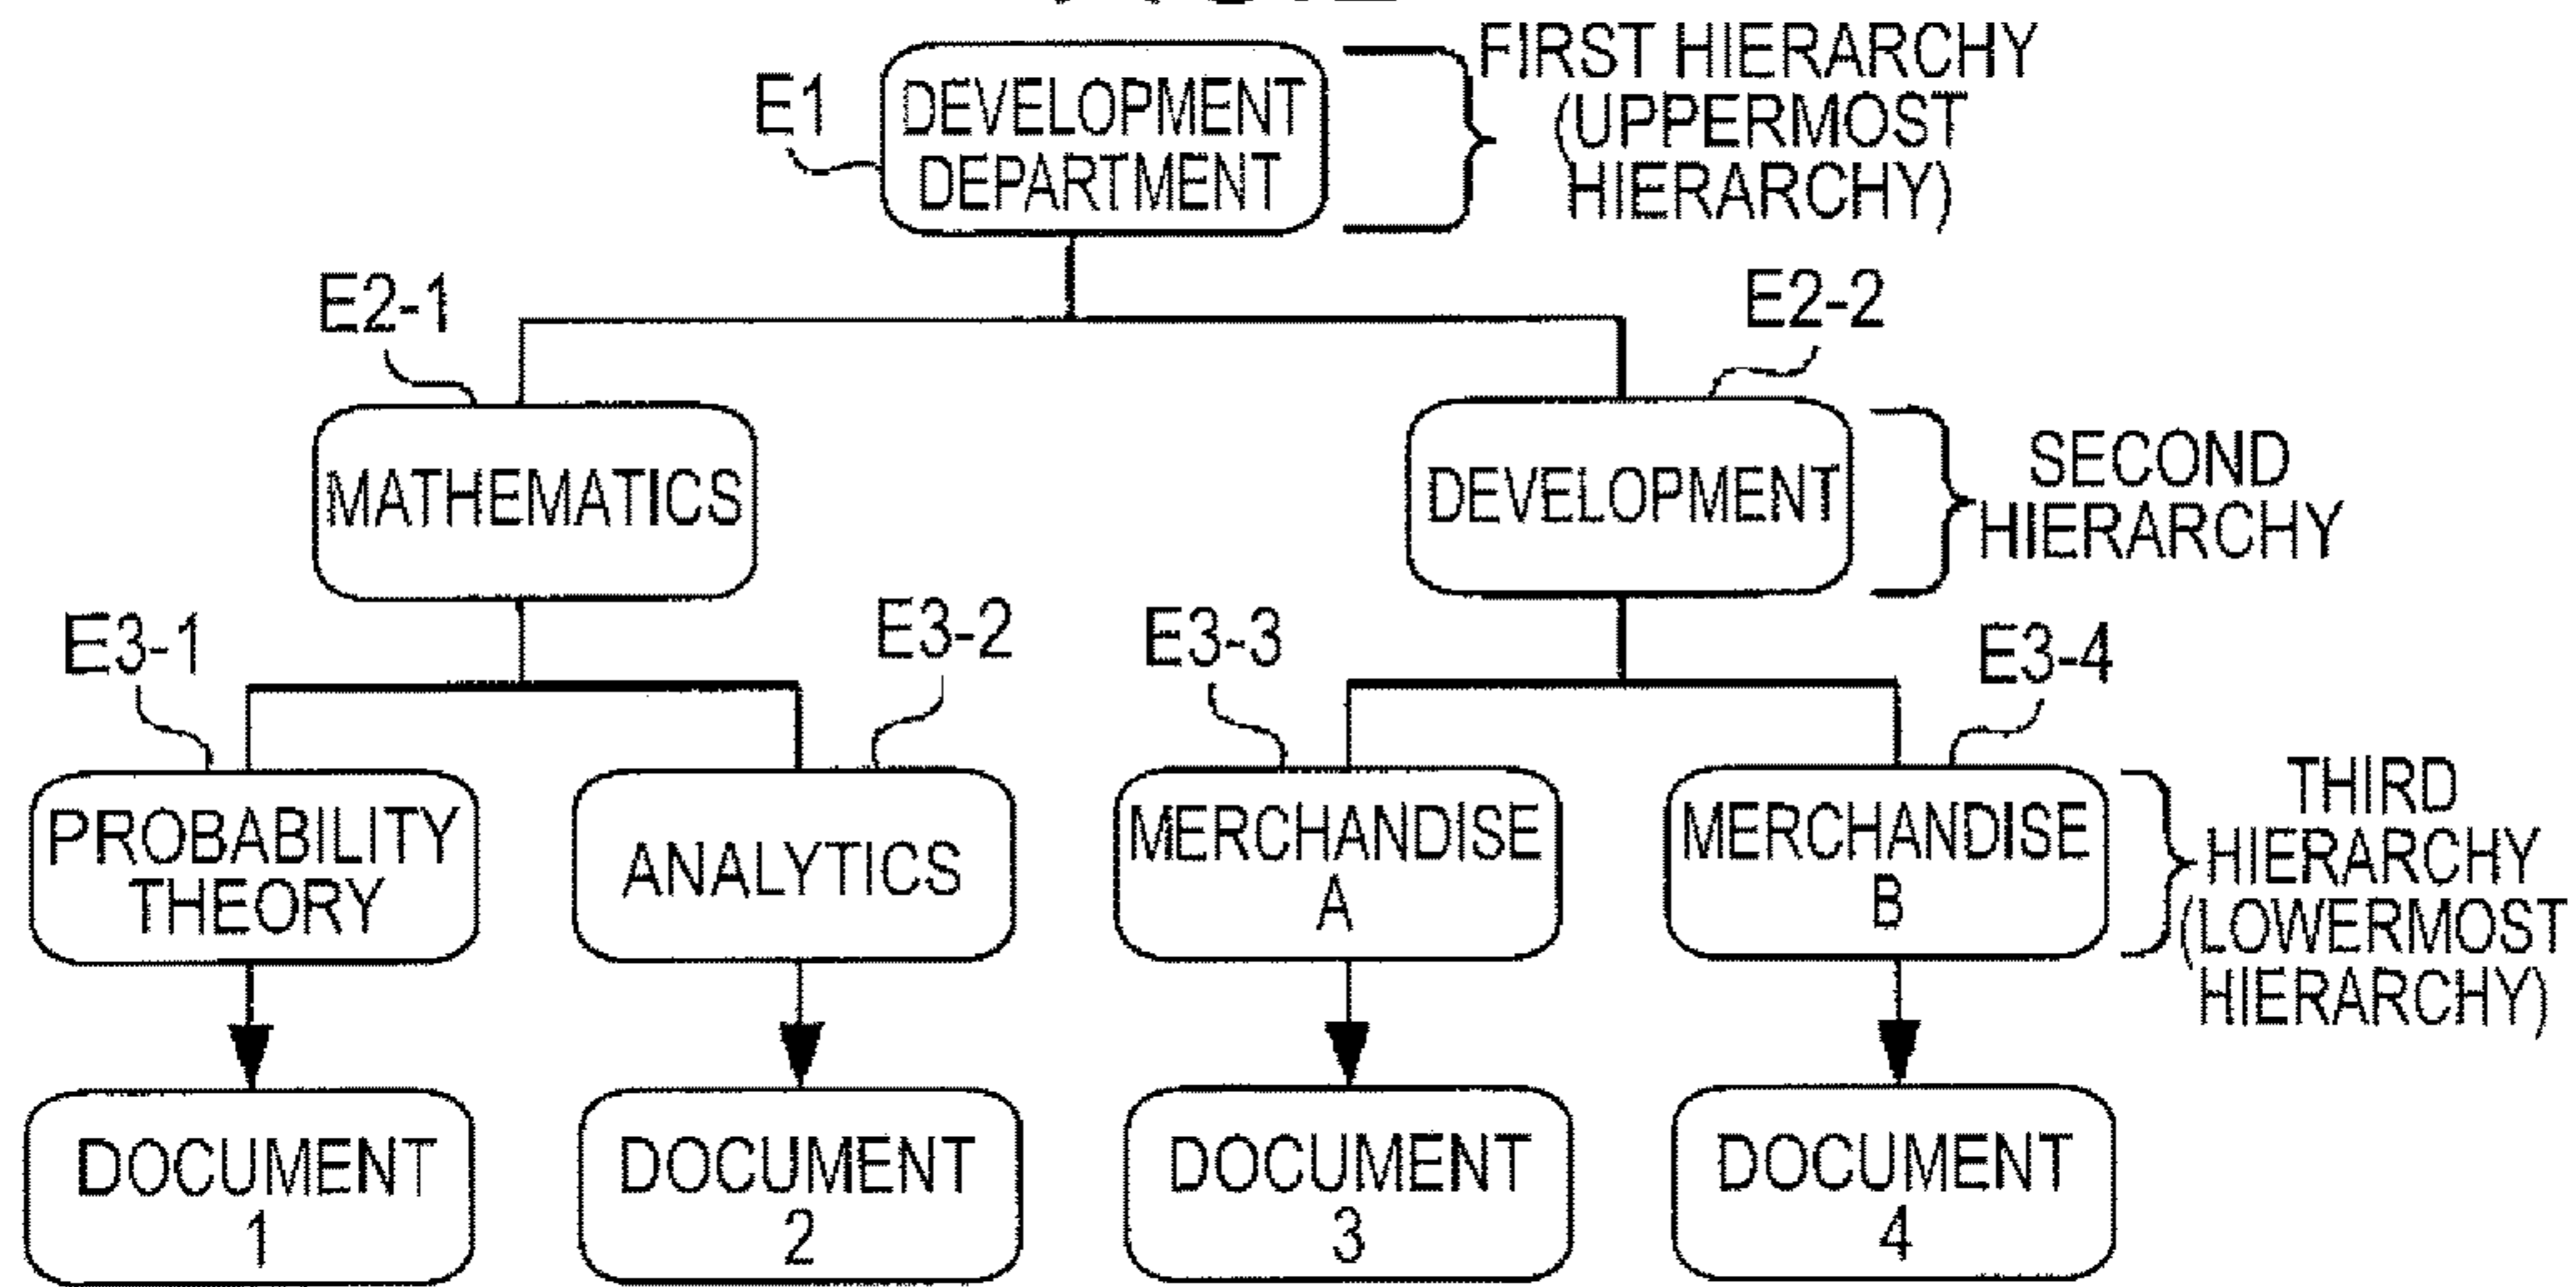 E1
DEVELOPMENT
DEPARTMENT
FIRST HIERARCHY
(UPPERMOST
HIERARCHY)
E2-1
E2-2
MATHEMATICS
DEVELOPMENT
SECOND
HIERARCHY
E3-1
E3-2
E3-3
E3-4
PROBABILITY
THEORY
ANALYTICS
MERCHANDISE
A
MERCHANDISE
B
THIRD
HIERARCHY
(LOWERMOST
HIERARCHY)
DOCUMENT
1
DOCUMENT
2
DOCUMENT
3
DOCUMENT
4